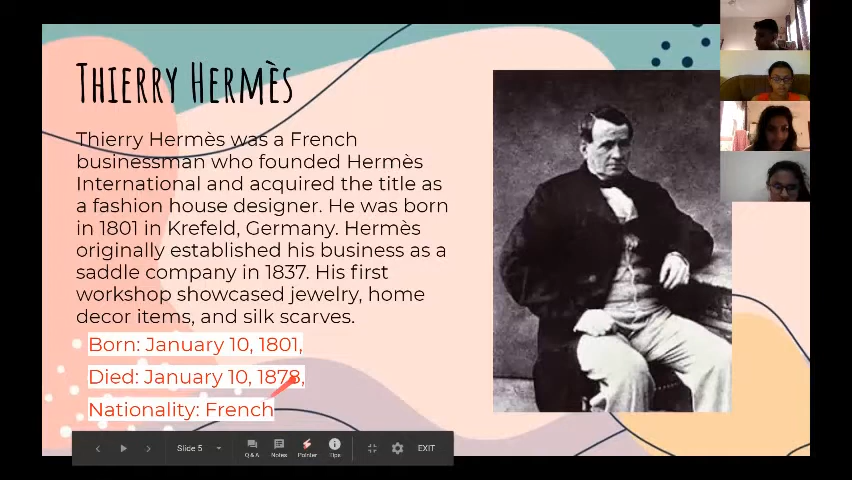 THIERRY HERMÈS
Thierry Hermès was a French
businessman who founded Hermès
International and acquired the title as
a fashion house designer. He was born
in 1801 in Krefeld, Germany. Hermès
originally established his business as a
saddle company in 1837. His first
workshop showcased jewelry, home
decor items, and silk scarves.
Born: January 10, 1801,
Died: January 10, 1878,
Nationality: French
Slide 5
Q&A
Notes
Pointer
Tips
EXIT